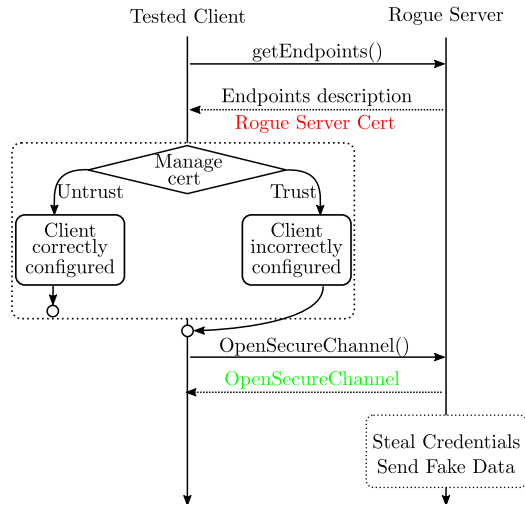 Tested Client
Rogue Server
getEndpoints()
Endpoints description
Rogue Server Cert
Manage
cert
Untrust
Trust
Client
correctly
configured
Client
incorrectly
configured
OpenSecureChannel()
OpenSecureChannel
Steal Credentials
Send Fake Data